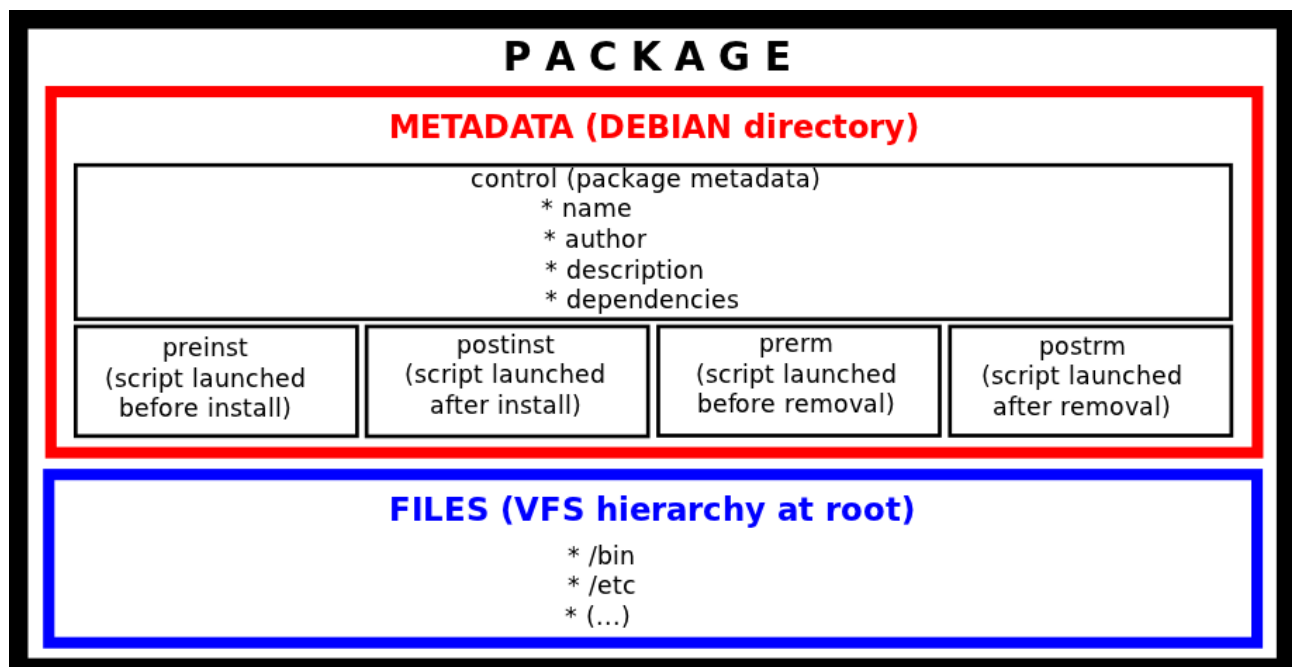 P A C K A G E
METADATA (DEBIAN directory)
control (package metadata)
* name
* author
* description
* dependencies
preinst
(script launched
before install)
postinst
(script launched
after install)
prerm
(script launched
before removal)
postrm
(script launched
after removal)
FILES (VFS hierarchy at root)
* /bin
* /etc
* (...)